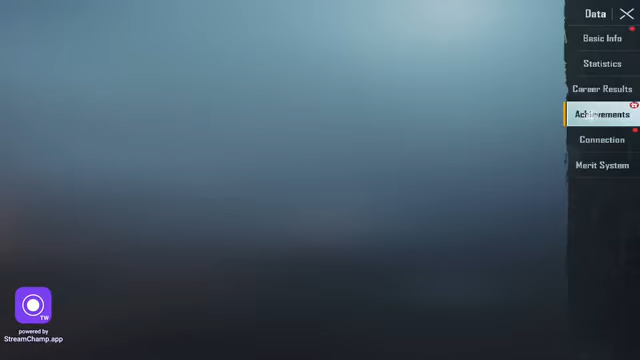 Data
Basic Info
Statistics
Career Results
Achievements
Connection
Merit System
TW
powered by
StreamChamp.app